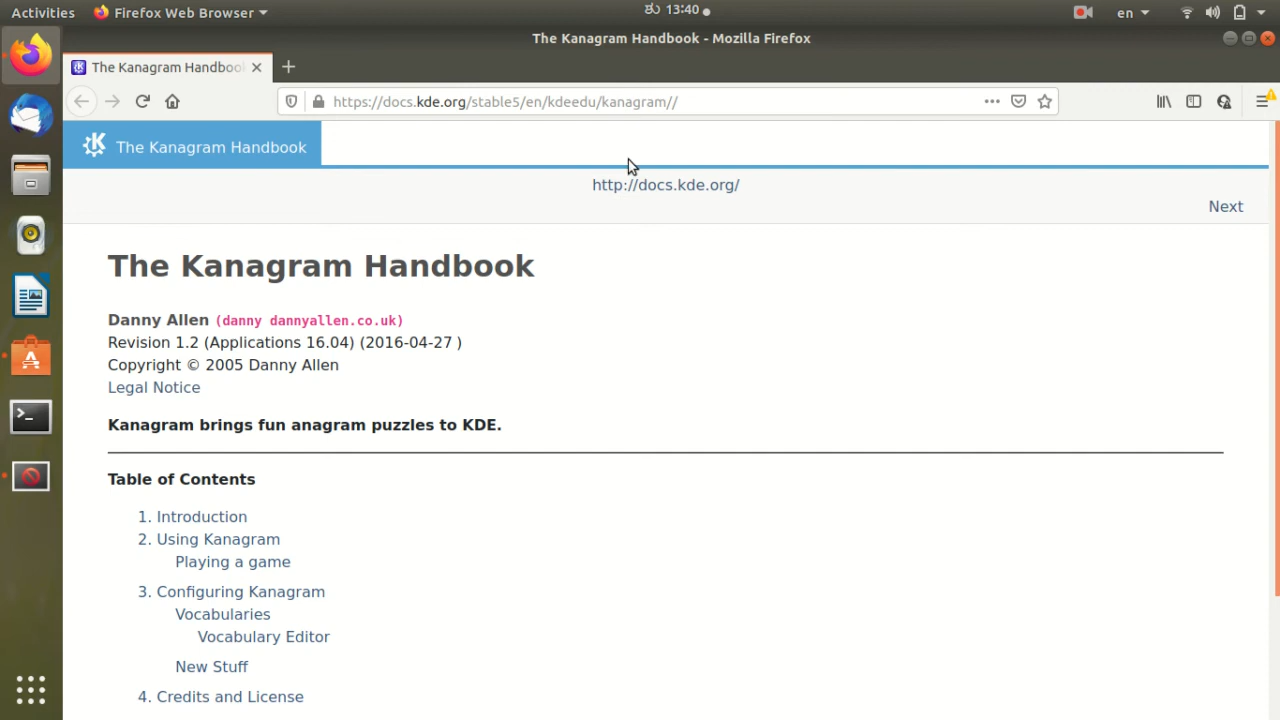 Activities Firefox Web Browser ಶು 13:40 en
The Kanagram Handbook - Mozilla Firefox
The Kanagram Handbook
https://docs.kde.org/stable5/en/kdeedu/kanagram//
The Kanagram Handbook
http://docs.kde.org/
Next
The Kanagram Handbook
Danny Allen (danny dannyallen.co.uk)
Revision 1.2 (Applications 16.04) (2016-04-27 )
Copyright © 2005 Danny Allen
Legal Notice
Kanagram brings fun anagram puzzles to KDE.
Table of Contents
1. Introduction
2. Using Kanagram
Playing a game
3. Configuring Kanagram
Vocabularies
Vocabulary Editor
New Stuff
4. Credits and License